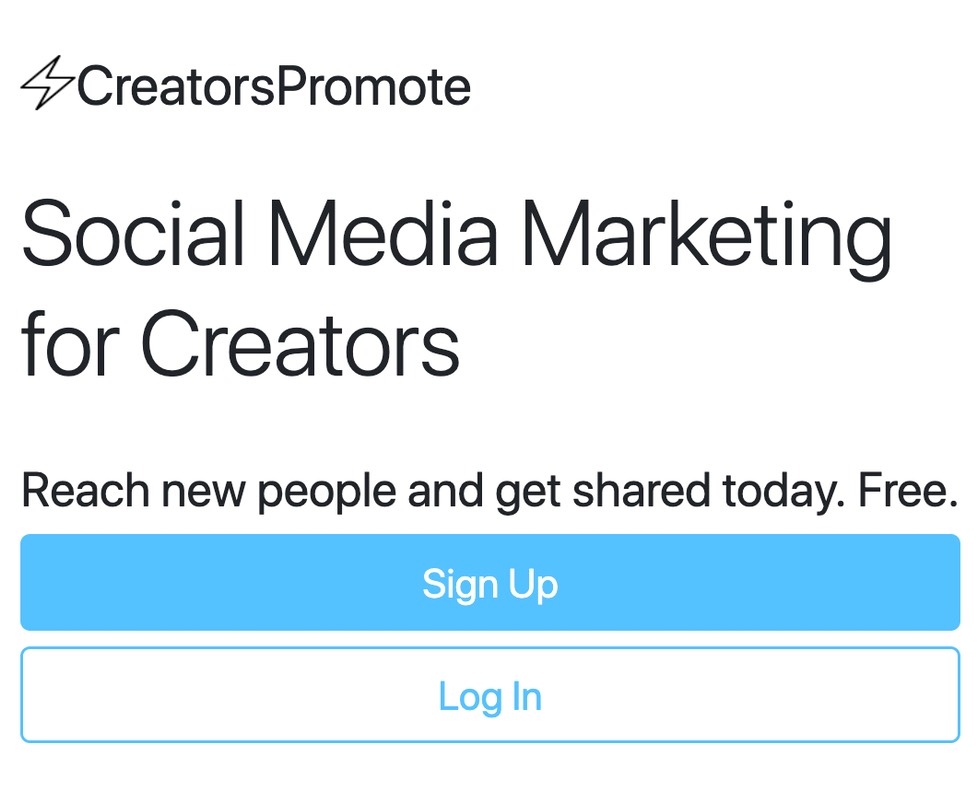 CreatorsPromote
Social Media Marketing
for Creators
Reach new people and get shared today. Free.
Sign Up
Log In